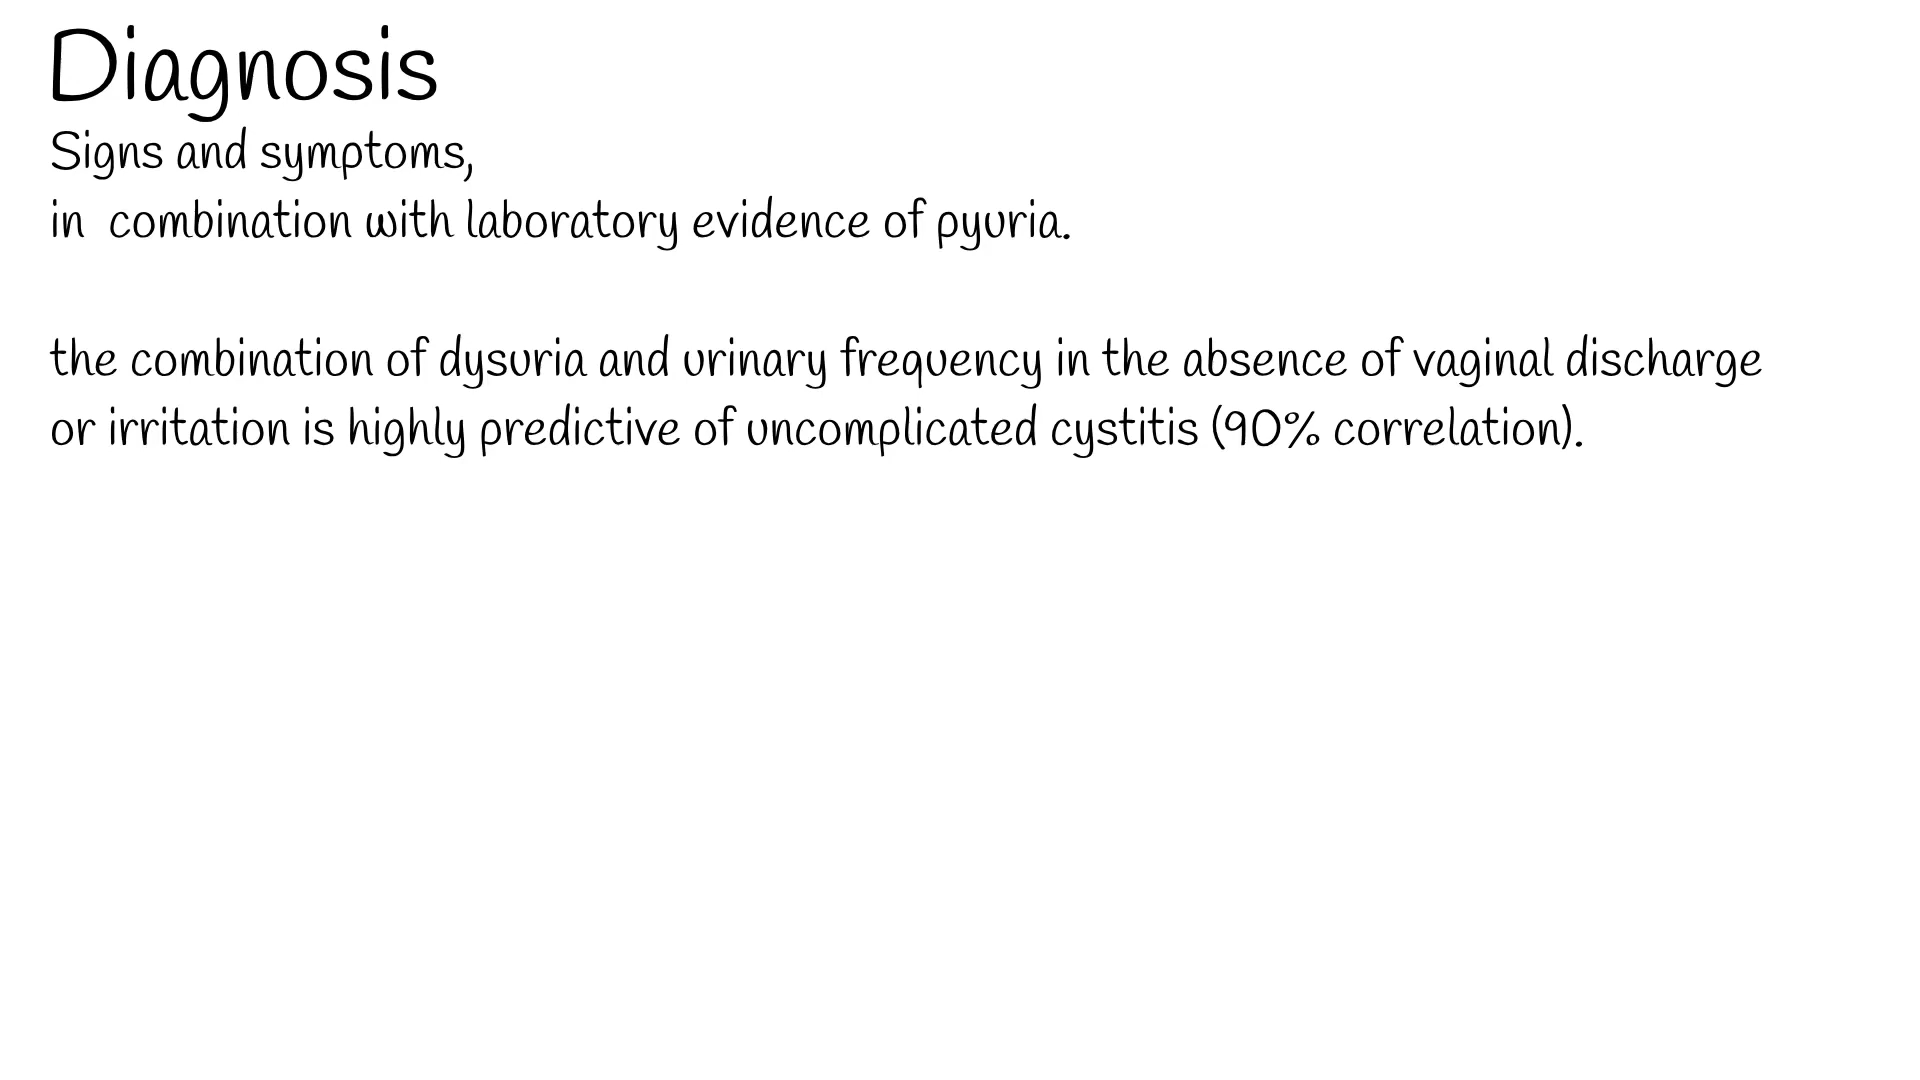 Diagnosis
Signs and symptoms,
in  combination with laboratory evidence of pyuria.
the combination of dysuria and urinary frequency in the absence of vaginal discharge
or irritation is highly predictive of uncomplicated cystitis (90% correlation).